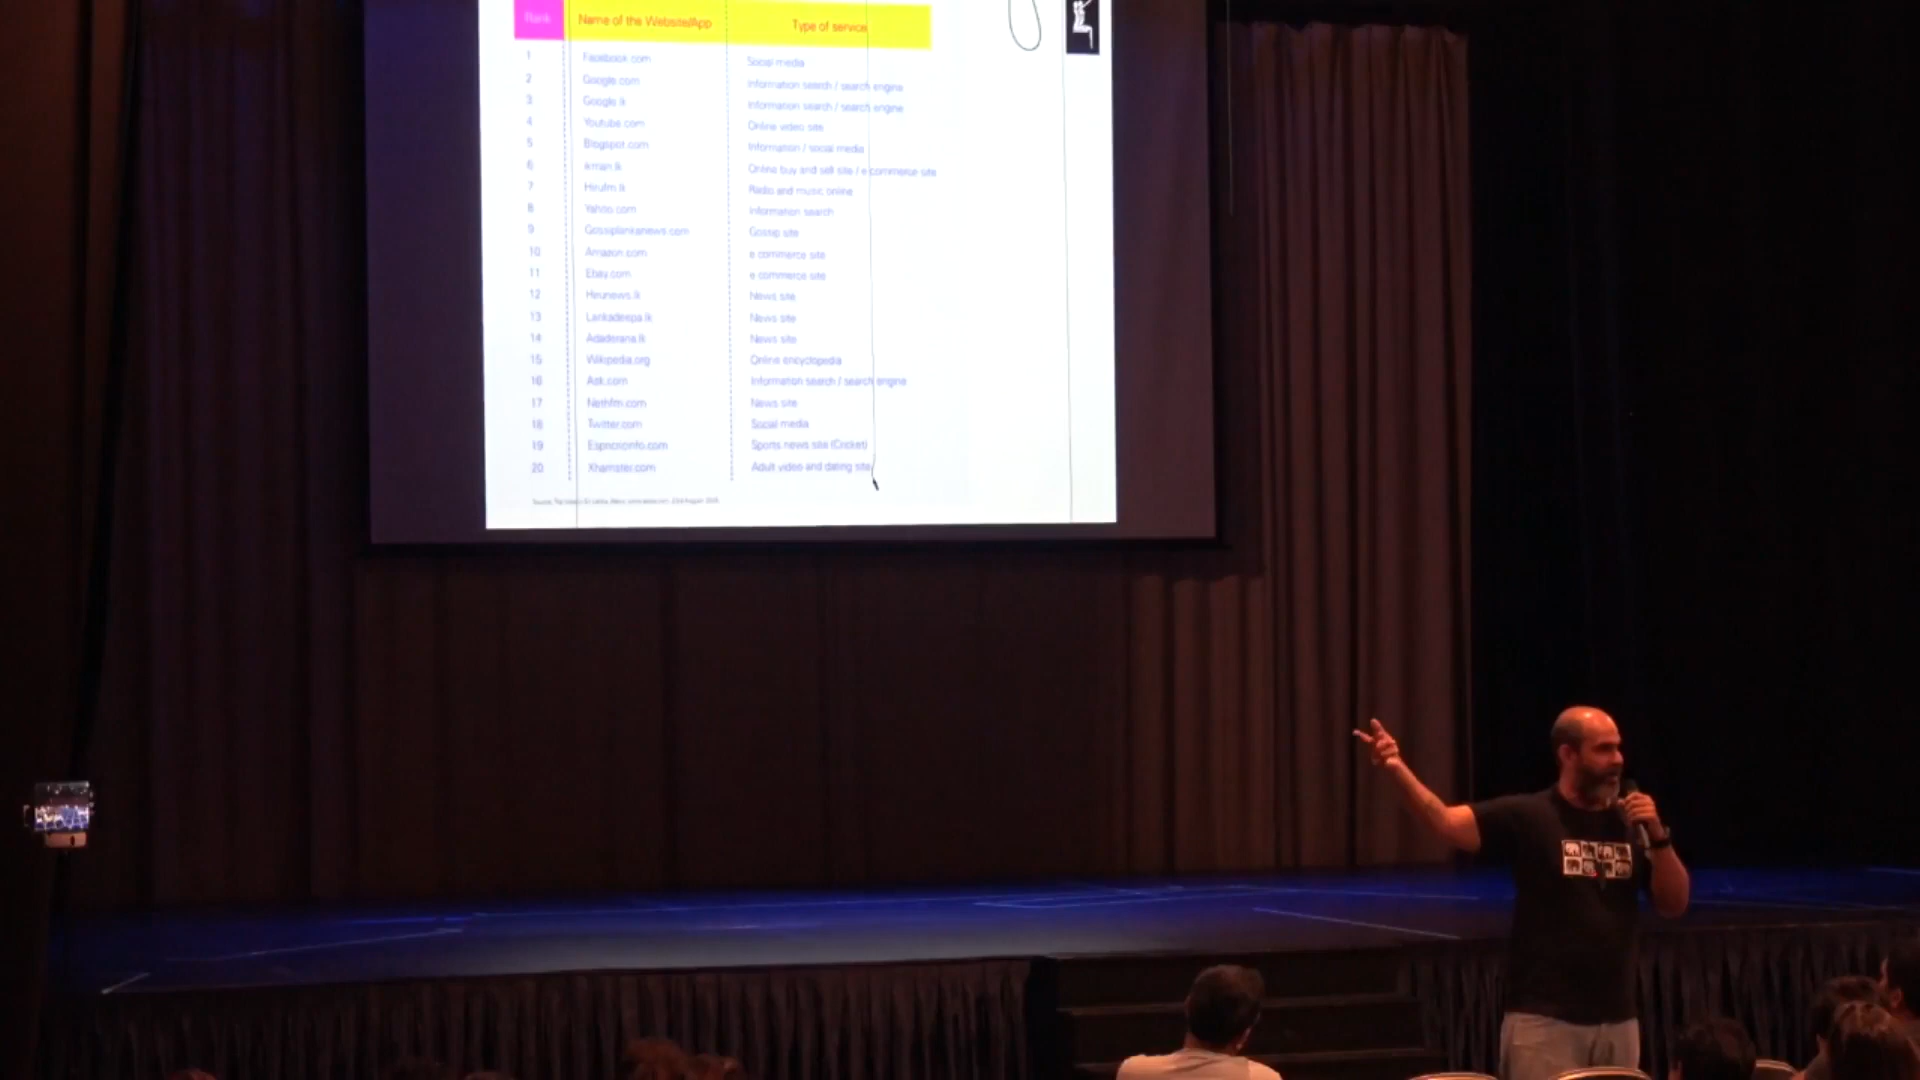 Rank Name of the Website/App Type of service
1 Facebook.com Social media
2 Google.com Information search / search engine
3 Google.lk Information search / search engine
4 Youtube.com Online video site
5 Blogspot.com Information / social media
6 Online buy and sell site / e commerce site
7 Hirufm.lk Radio and music online
8 Yahoo.com Information search
9 Gossiplankanews.com Gossip site
10 Amazon.com e commerce site
11 Ebay.com e commerce site
12 Hirunews.lk News site
13 Lankadeepa.lk News site
14 Adaderana.lk News site
15 Wikipedia.org Online encyclopedia
16 Ask.com Information search / search engine
17 Nethfm.com News site
18 Twitter.com Social media
19 Espncricinfo.com Sports news site (Cricket)
20 Xhamster.com Adult video and dating site